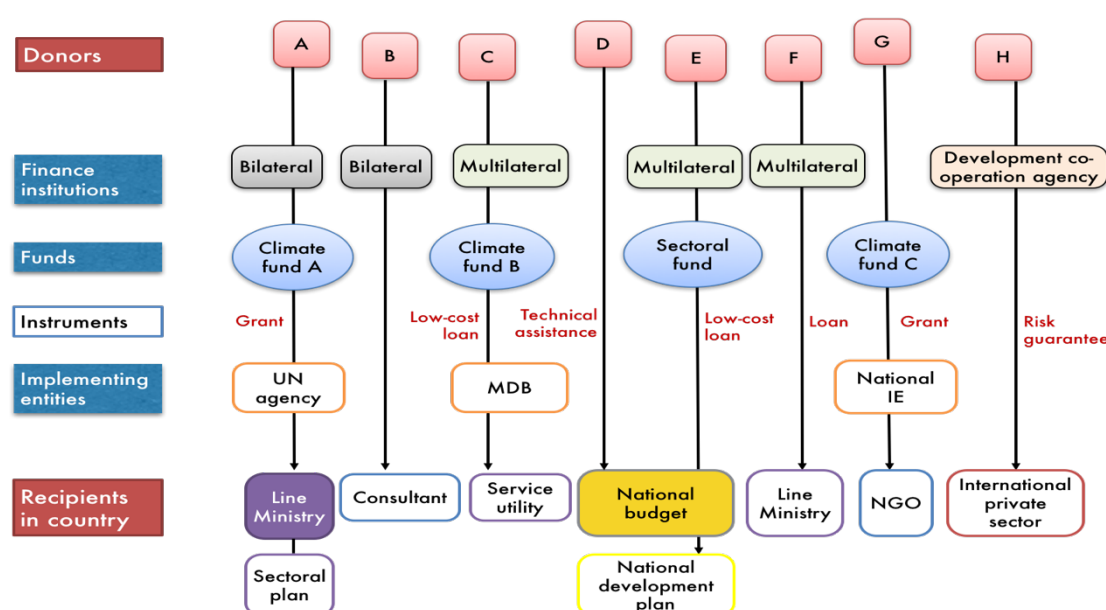 Donors
A
B
C
D
E
F
G
H
Finance
institutions
Bilateral
Bilateral
Multilateral
Multilateral
Multilateral
Development co-
operation agency
Funds
Climate
fund A
Climate
fund B
Sectoral
fund
Climate
fund C
Instruments
Grant
Low-cost
loan
Technical
assistance
Low-cost
loan
Loan
Grant
Risk
guarantee
Implementing
entities
UN
agency
MDB
National
IE
Recipients
in country
Line
Ministry
Consultant
Service
utility
National
budget
Line
Ministry
NGO
International
private
sector
Sectoral
plan
National
development
plan